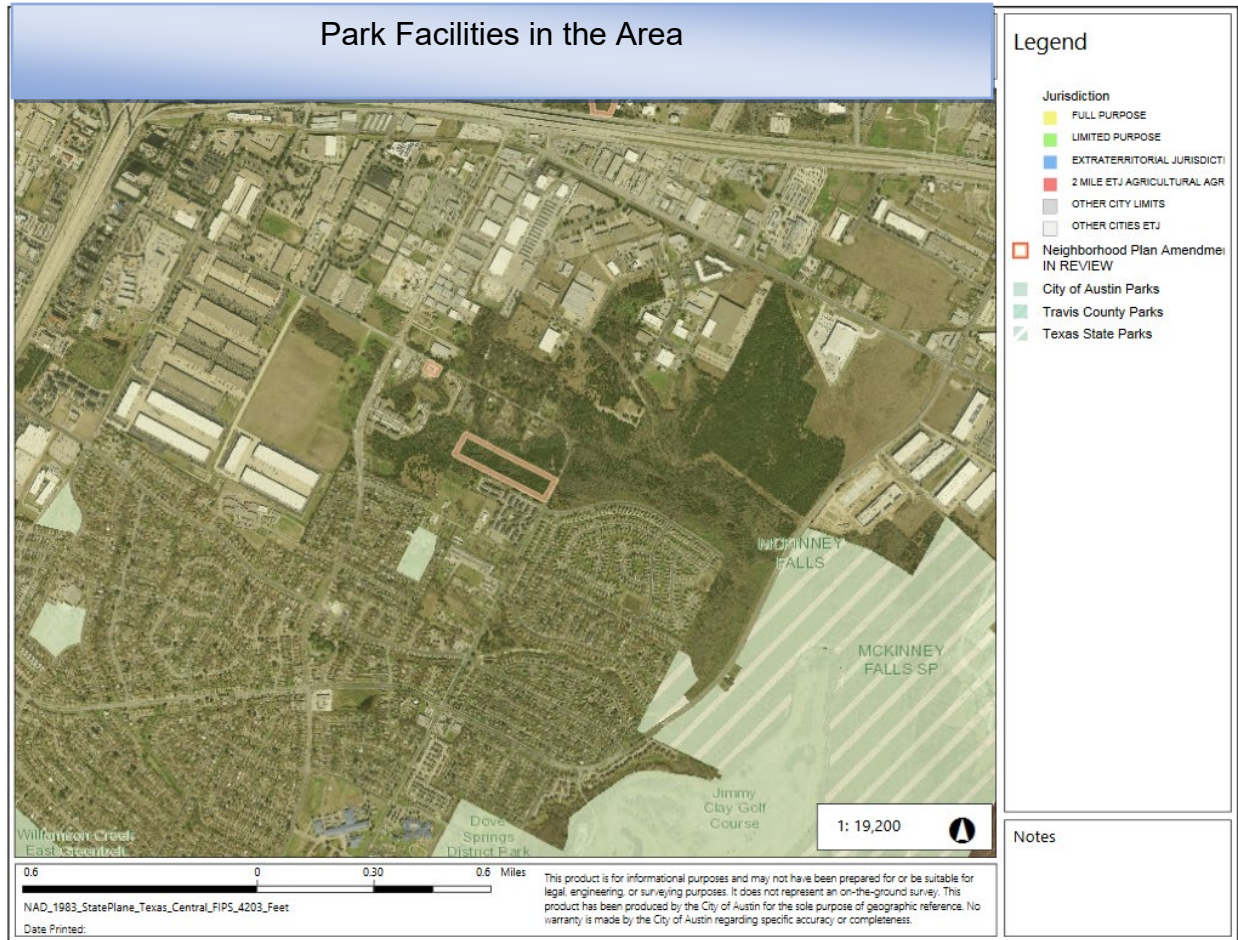 Park Facilities in the Area
Legend
Jurisdiction
FULL PURPOSE
LIMITED PURPOSE
EXTRATERRITORIAL JURISDICTI
2 MILE ETJ AGRICULTURAL AGR
OTHER CITY LIMITS
OTHER CITIES ETJ
Neighborhood Plan Amendme
IN REVIEW
City of Austin Parks
Travis County Parks
Texas State Parks
MCKINNEY
FALLS
MCKINNEY
FALLS SP
Jimmy
Clay Golf
Course
Dove
Springs
District Park
Williamson Creek
East Greenbelt
1: 19,200
Notes
0.6 0 0.30 0.6 Miles
NAD_1983_StatePlane_Texas_Central_FIPS_4203_Feet
Date Printed:
This product is for informational purposes and may not have been prepared for or be suitable for
legal, engineering, or surveying purposes. It does not represent an on-the-ground survey. This
product has been produced by the City of Austin for the sole purpose of geographic reference. No
warranty is made by the City of Austin regarding specific accuracy or completeness.